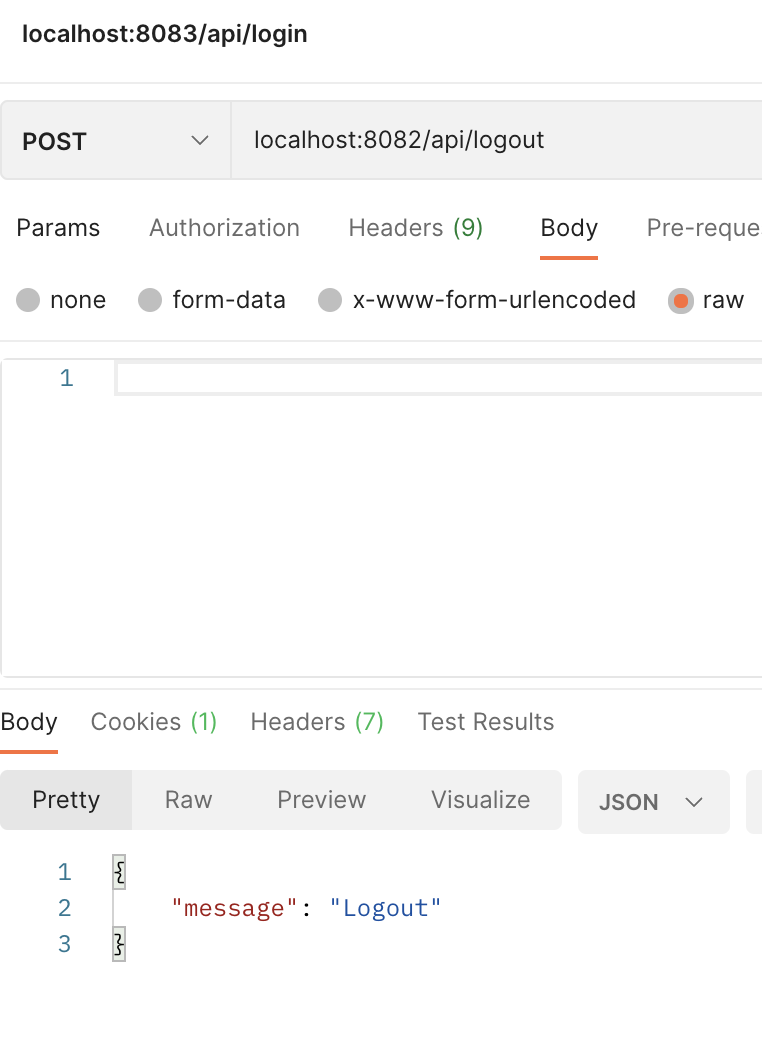 localhost:8083/api/login
POST localhost:8082/api/logout
Params Authorization Headers (9) Body Pre-reque
none form-data x-www-form-urlencoded raw
1
Body Cookies (1) Headers (7) Test Results
Pretty Raw Preview Visualize JSON
1 {
2 "message": "Logout"
3 }